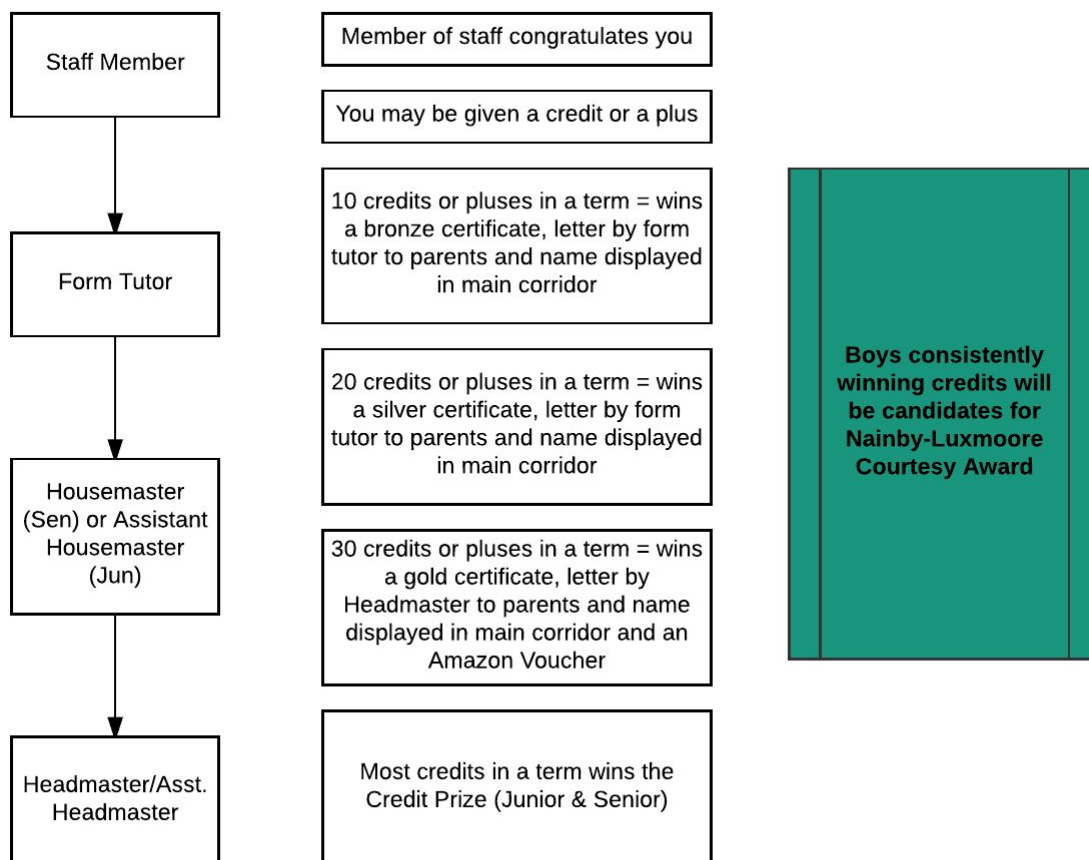 Staff Member
Member of staff congratulates you
You may be given a credit or a plus
Form Tutor
10 credits or pluses in a term = wins
a bronze certificate, letter by form
tutor to parents and name displayed
in main corridor
20 credits or pluses in a term = wins
a silver certificate, letter by form
tutor to parents and name displayed
in main corridor
Boys consistently
winning credits will
be candidates for
Nainby-Luxmoore
Courtesy Award
Housemaster
(Sen) or Assistant
Housemaster
(Jun)
30 credits or pluses in a term = wins
a gold certificate, letter by
Headmaster to parents and name
displayed in main corridor and an
Amazon Voucher
Headmaster/Asst.
Headmaster
Most credits in a term wins the
Credit Prize (Junior & Senior)